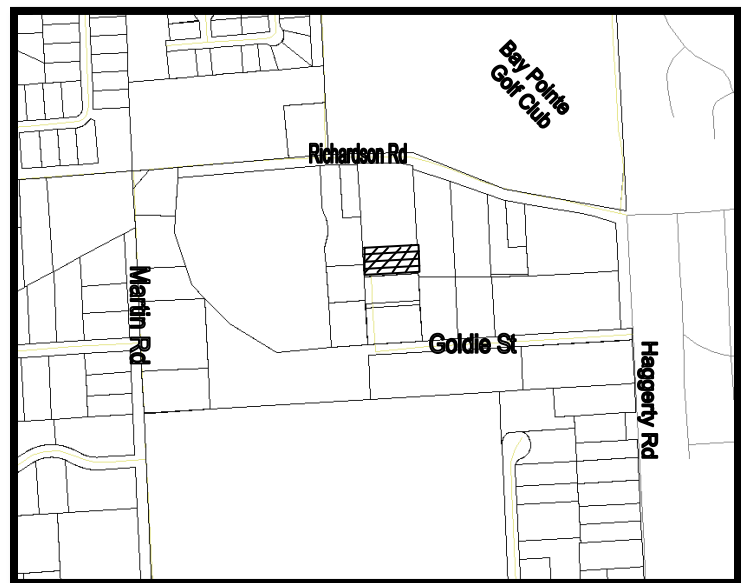 Bay Pointe
Golf Club
Richardson Rd
Martin Rd
Goldie St
Haggerty Rd